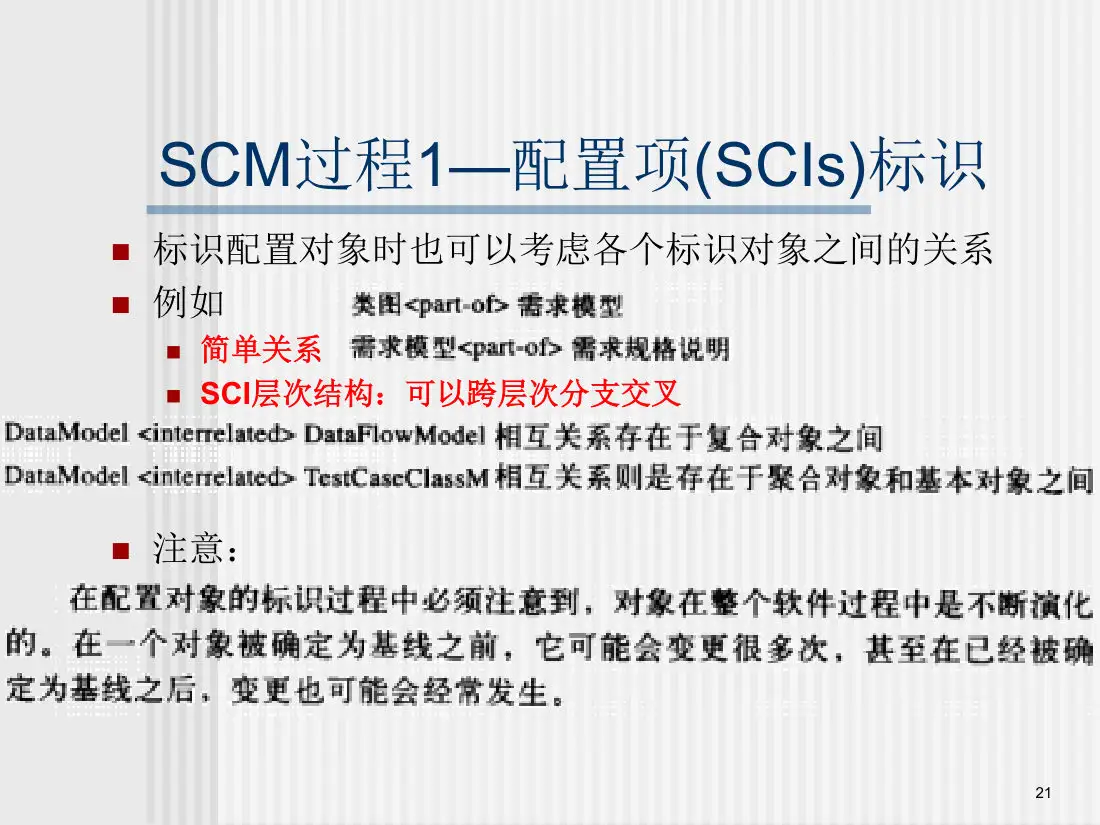 SCM过程1—配置项(SCIs)标识
标识配置对象时也可以考虑各个标识对象之间的关系
例如
类图<part-of> 需求模型
简单关系
需求模型<part-of> 需求规格说明
SCI层次结构：可以跨层次分支交叉
DataModel <interrelated> DataFlowModel 相互关系存在于复合对象之间
DataModel <interrelated> TestCaseClassM 相互关系则是存在于聚合对象和基本对象之间
注意：
在配置对象的标识过程中必须注意到，对象在整个软件过程中是不断演化
的。在一个对象被确定为基线之前，它可能会变更很多次，甚至在已经被确
定为基线之后，变更也可能会经常发生。
21